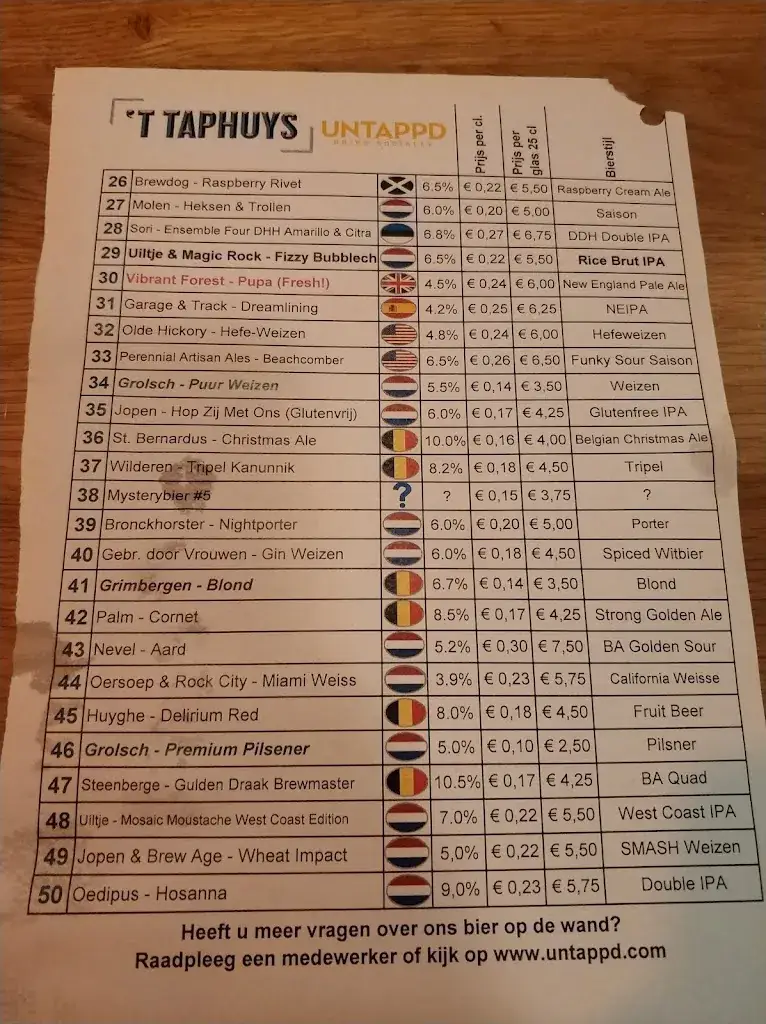 'T TAPHUYS
UNTAPPD
DRINK SOCIALLY
Prijs per cl. Prijs per glas 25 cl Bierstijl
26 Brewdog - Raspberry Rivet 6.5% € 0,22 € 5,50 Raspberry Cream Ale
27 Molen - Heksen & Trollen 6.0% € 0,20 € 5,00 Saison
28 Sori - Ensemble Four DHH Amarillo & Citra 6.8% € 0,27 € 6,75 DDH Double IPA
29 Uiltje & Magic Rock - Fizzy Bubblech 6.5% € 0,22 € 5,50 Rice Brut IPA
30 Vibrant Forest - Pupa (Fresh!) 4.5% € 0,24 € 6,00 New England Pale Ale
31 Garage & Track - Dreamlining 4.2% € 0,25 € 6,25 NEIPA
32 Olde Hickory - Hefe-Weizen 4.8% € 0,24 € 6,00 Hefeweizen
33 Perennial Artisan Ales - Beachcomber 6.5% € 0,26 € 6,50 Funky Sour Saison
34 Grolsch - Puur Weizen 5.5% € 0,14 € 3,50 Weizen
35 Jopen - Hop Zij Met Ons (Glutenvrij) 6.0% € 0,17 € 4,25 Glutenfree IPA
36 St. Bernardus - Christmas Ale 10.0% € 0,16 € 4,00 Belgian Christmas Ale
37 Wilderen - Tripel Kanunnik 8.2% € 0,18 € 4,50 Tripel
38 Mysterybier #5 ? ? € 0,15 € 3,75 ?
39 Bronckhorster - Nightporter 6.0% € 0,20 € 5,00 Porter
40 Gebr. door Vrouwen - Gin Weizen 6.0% € 0,18 € 4,50 Spiced Witbier
41 Grimbergen - Blond 6.7% € 0,14 € 3,50 Blond
42 Palm - Cornet 8.5% € 0,17 € 4,25 Strong Golden Ale
43 Nevel - Aard 5.2% € 0,30 € 7,50 BA Golden Sour
44 Oersoep & Rock City - Miami Weiss 3.9% € 0,23 € 5,75 California Weisse
45 Huyghe - Delirium Red 8.0% € 0,18 € 4,50 Fruit Beer
46 Grolsch - Premium Pilsener 5.0% € 0,10 € 2,50 Pilsner
47 Steenberge - Gulden Draak Brewmaster 10.5% € 0,17 € 4,25 BA Quad
48 Uiltje - Mosaic Moustache West Coast Edition 7.0% € 0,22 € 5,50 West Coast IPA
49 Jopen & Brew Age - Wheat Impact 5,0% € 0,22 € 5,50 SMASH Weizen
50 Oedipus - Hosanna 9,0% € 0,23 € 5,75 Double IPA
Heeft u meer vragen over ons bier op de wand?
Raadpleeg een medewerker of kijk op www.untappd.com